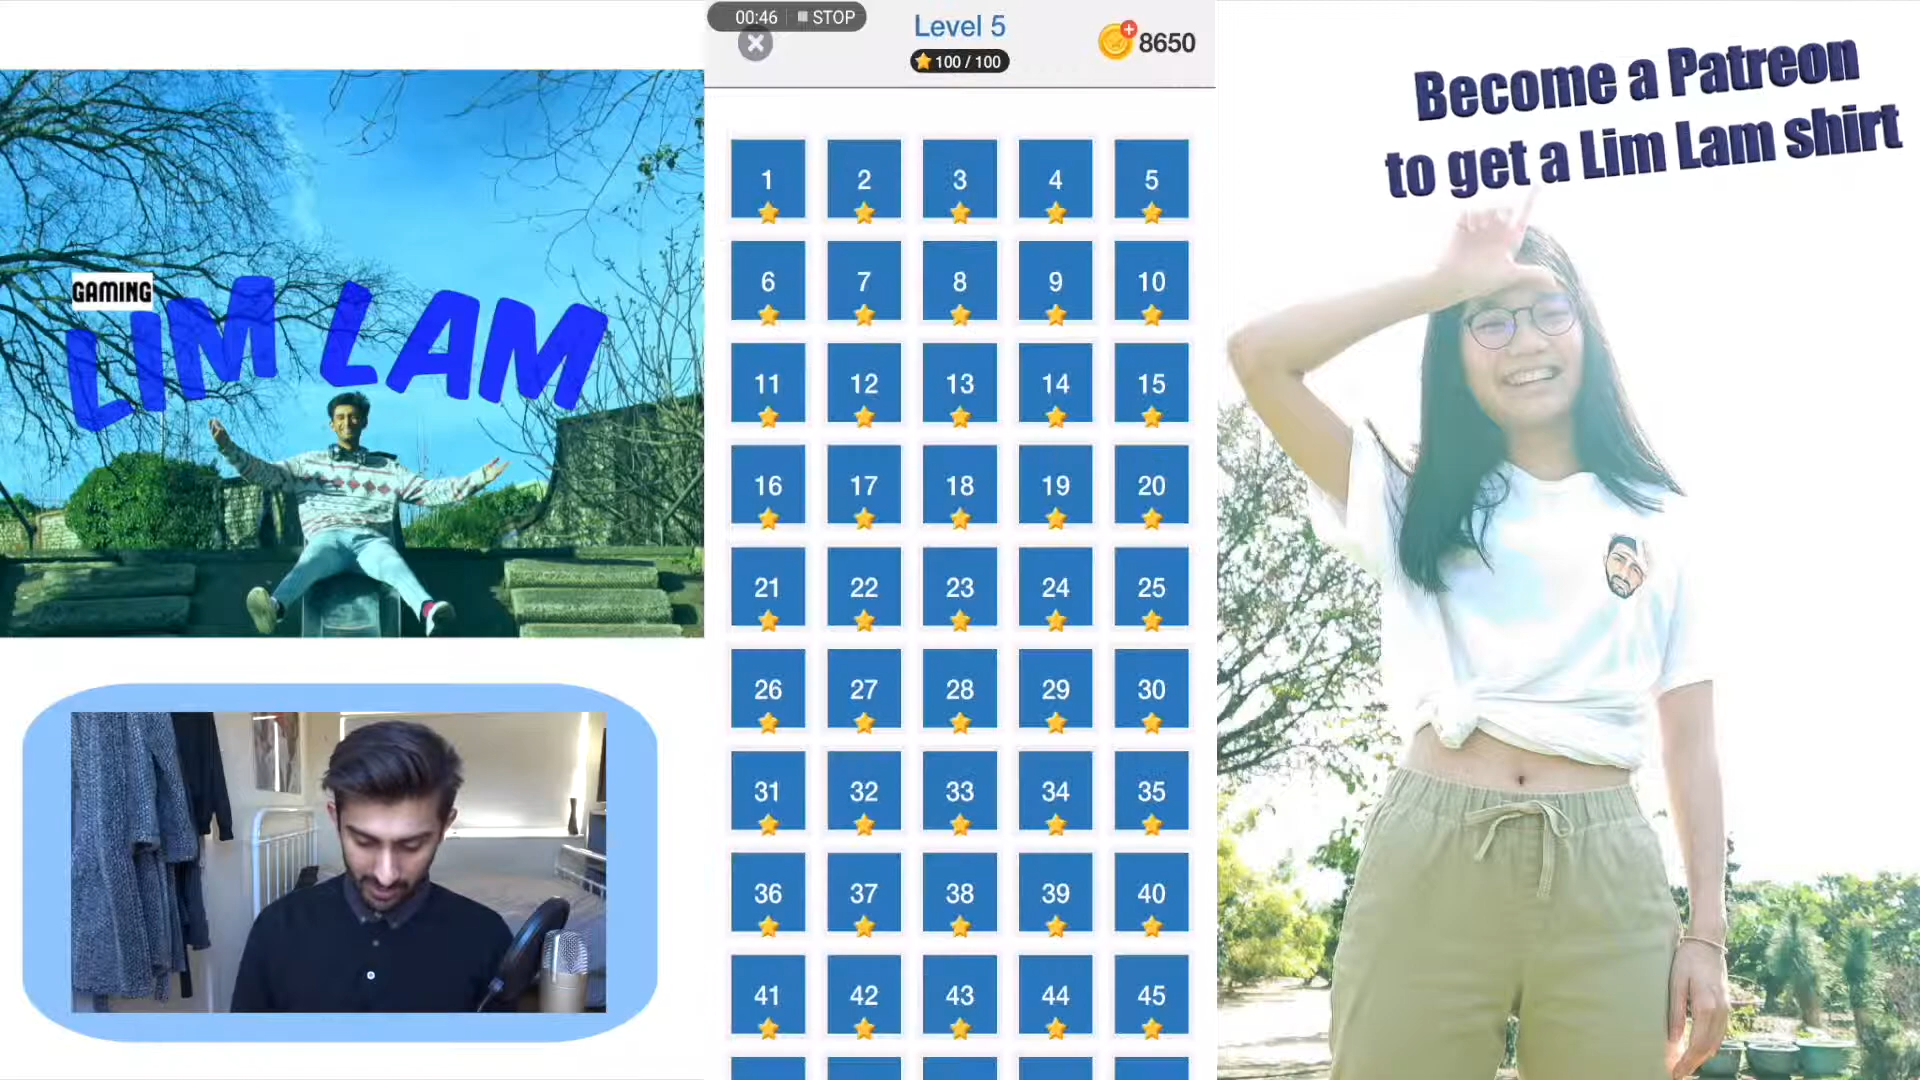 GAMING
LIM LAM
00:46 STOP
Level 5
100 / 100
8650
1 2 3 4 5
6 7 8 9 10
11 12 13 14 15
16 17 18 19 20
21 22 23 24 25
26 27 28 29 30
31 32 33 34 35
36 37 38 39 40
41 42 43 44 45
Become a Patreon
to get a Lim Lam shirt